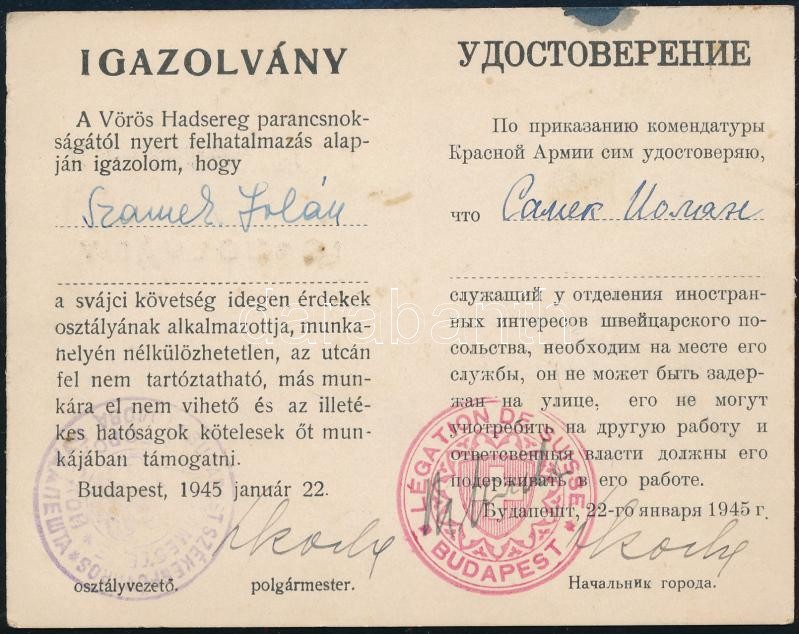 IGAZOLVÁNY
A Vörös Hadsereg parancsnok-
ságától nyert felhatalmazás alap-
ján igazolom, hogy
Szamek Jolán
a svájci követség idegen érdekek
osztályának alkalmazottja, munka-
helyén nélkülözhetetlen, az utcán
fel nem tartóztatható, más mun-
kára el nem vihető és az illeté-
kes hatóságok kötelesek őt mun-
kájában támogatni.
Budapest, 1945 január 22.
osztályvezető. polgármester.
УДОСТОВЕРЕНИЕ
По приказанию комендатуры
Красной Армии сим удостоверяю,
что Самек Иолан
служащий у отделения иностран-
ных интересов швейцарского по-
сольства, необходим на месте его
службы, он не может быть задер-
жан на улице, его не могут
употребить на другую работу и
ответсвенныи власти должны его
подерживать в его работе.
Будапешт, 22-го января 1945 г.
Начальник города.
LÉGATION DE SUISSE
BUDAPEST
darabanth